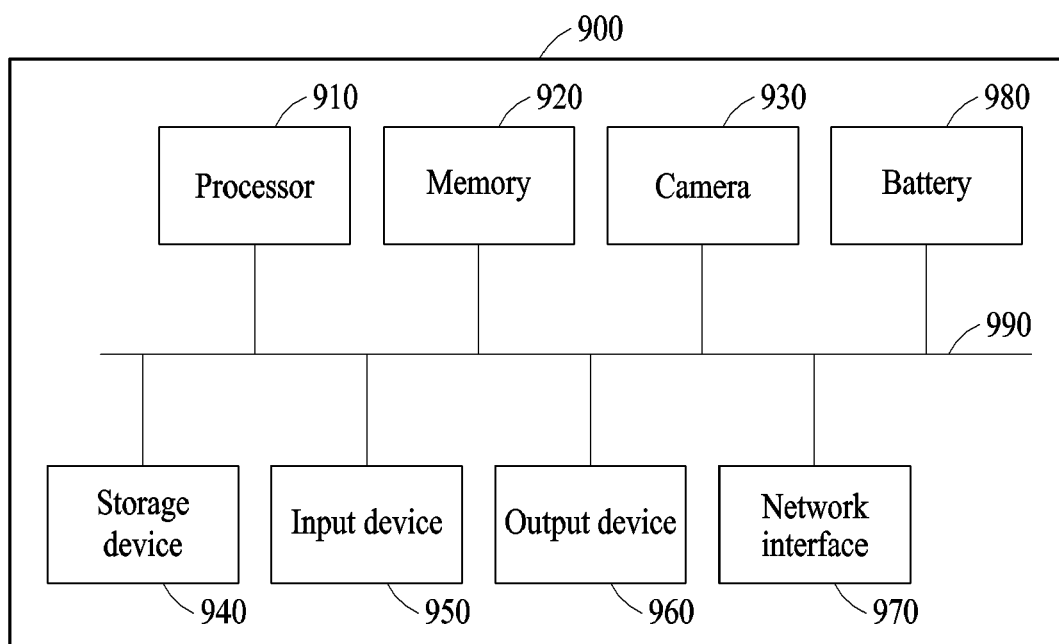 900
910
920
930
980
Processor
Memory
Camera
Battery
990
Storage
device
Input device
Output device
Network
interface
940
950
960
970